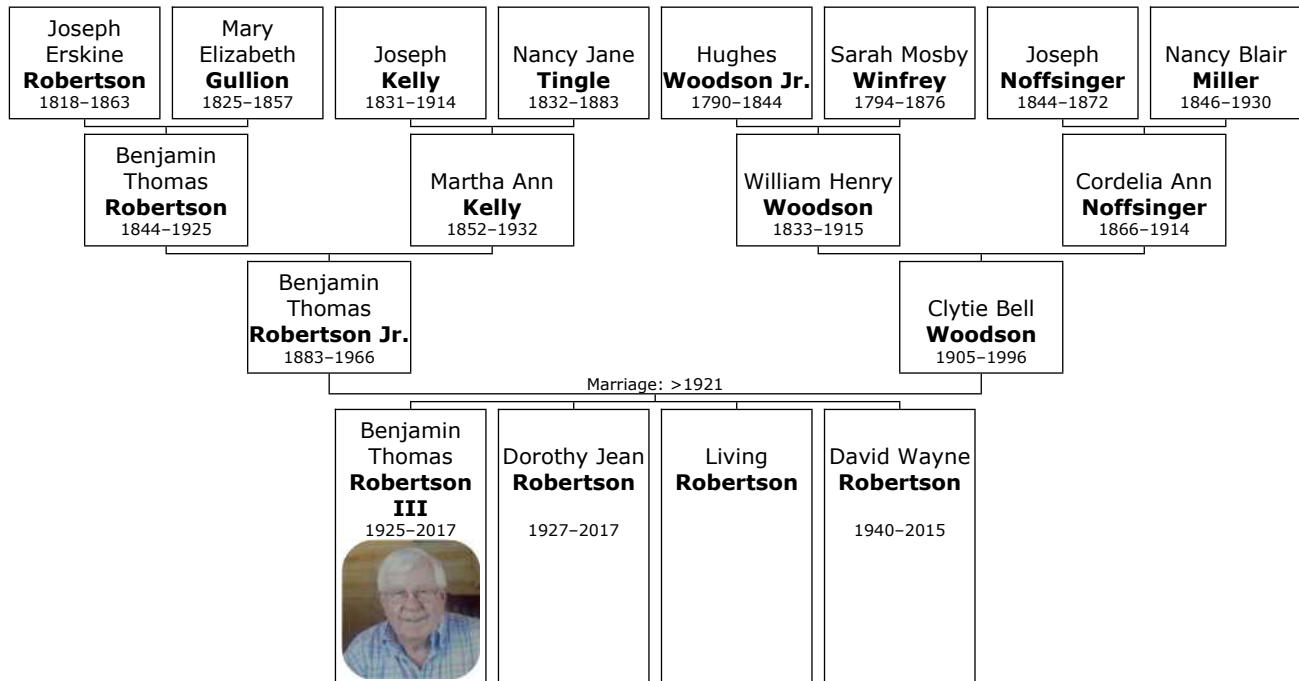 Joseph
Erskine
Robertson
1818–1863
Mary
Elizabeth
Gullion
1825–1857
Joseph
Kelly
1831–1914
Nancy Jane
Tingle
1832–1883
Hughes
Woodson Jr.
1790–1844
Sarah Mosby
Winfrey
1794–1876
Joseph
Noffsinger
1844–1872
Nancy Blair
Miller
1846–1930
Benjamin
Thomas
Robertson
1844–1925
Martha Ann
Kelly
1852–1932
William Henry
Woodson
1833–1915
Cordelia Ann
Noffsinger
1866–1914
Benjamin
Thomas
Robertson Jr.
1883–1966
Clytie Bell
Woodson
1905–1996
Marriage: >1921
Benjamin
Thomas
Robertson
III
1925–2017
Dorothy Jean
Robertson
1927–2017
Living
Robertson
David Wayne
Robertson
1940–2015